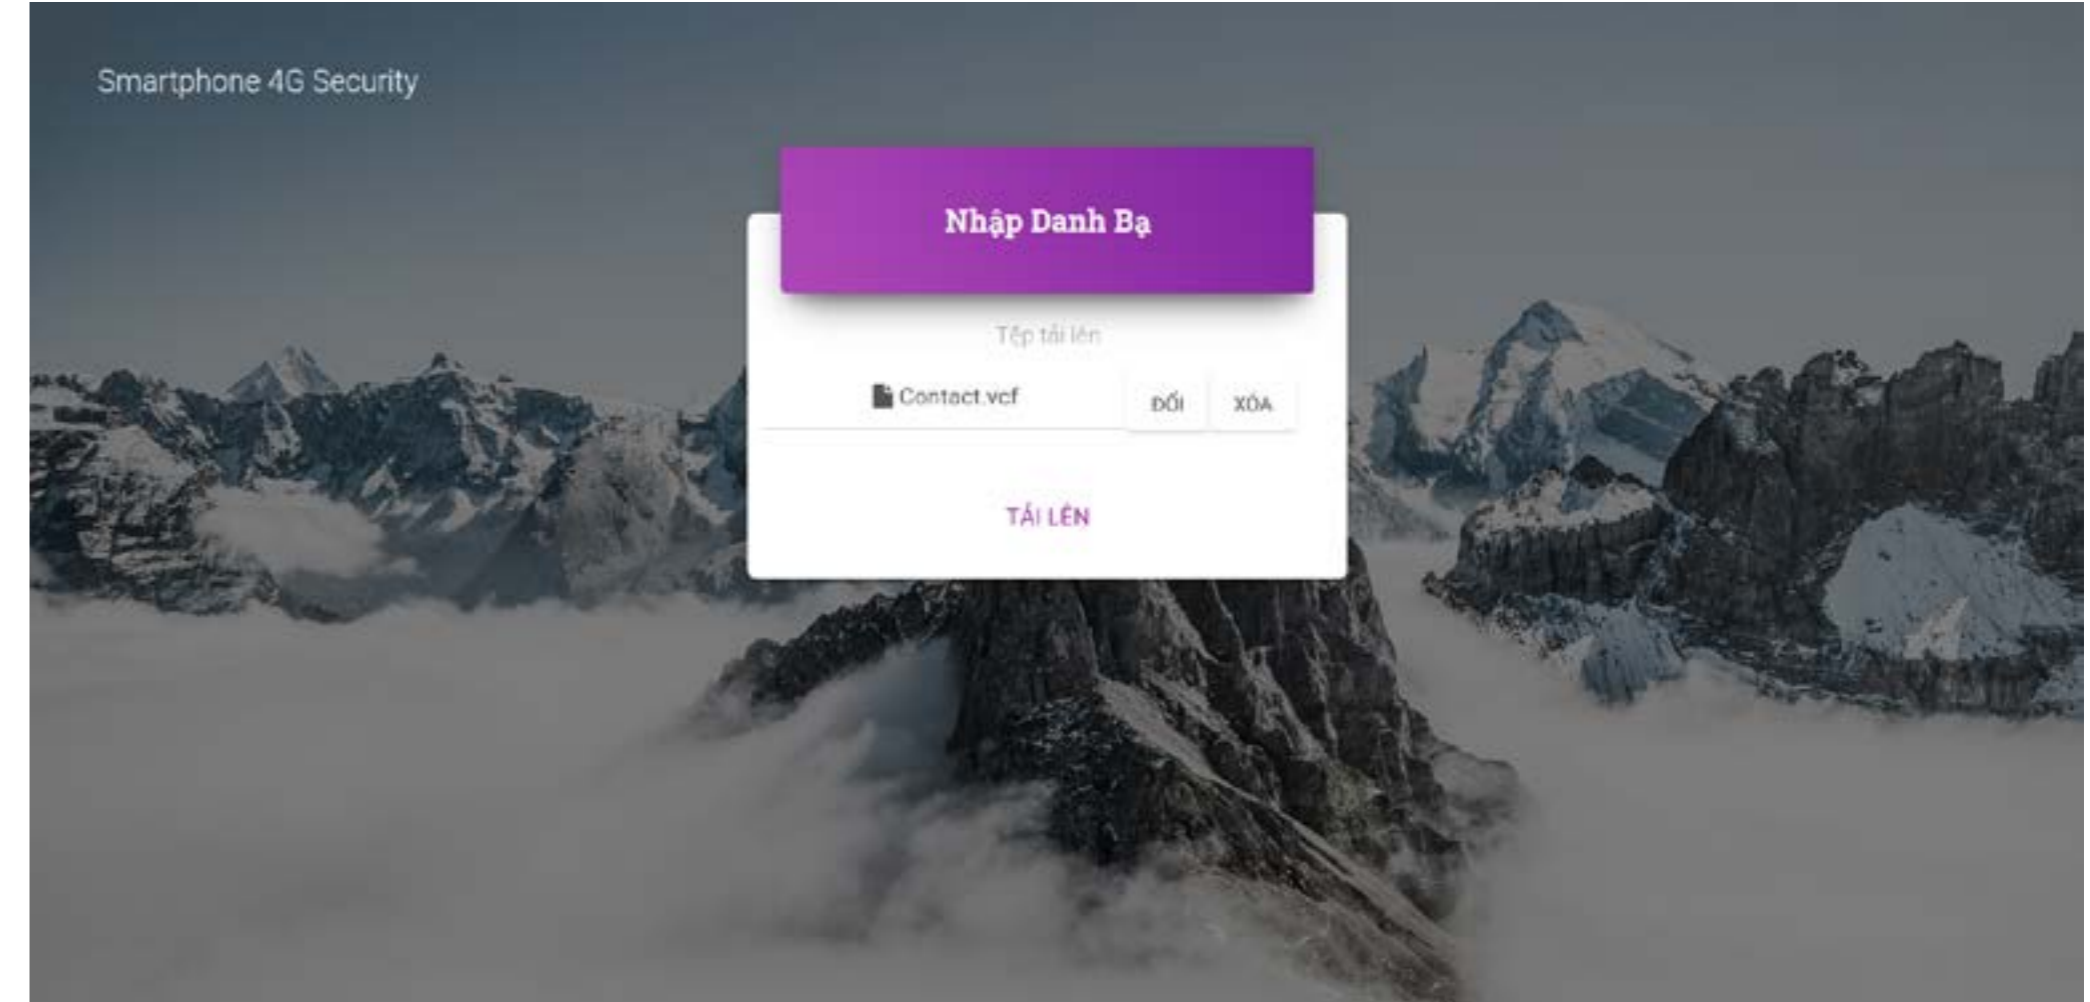 Smartphone 4G Security
Nhập Danh Bạ
Tệp tải lên
Contact.vcf
ĐỔI XÓA
TẢI LÊN